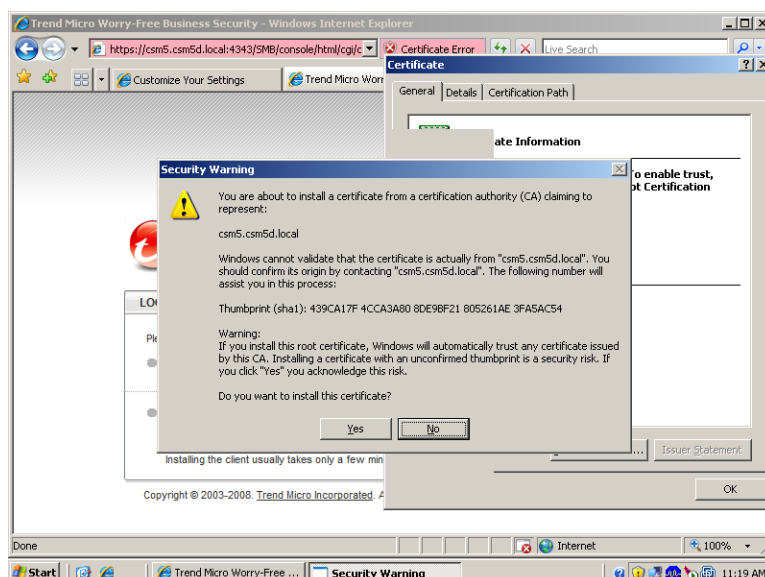 Trend Micro Worry-Free Business Security - Windows Internet Explorer
https://csm5.csm5d.local:4343/SMB/console/html/cgi/c
Certificate Error
Live Search
Customize Your Settings
Trend Micro Wor
Certificate
General
Details
Certification Path
ate Information
o enable trust,
ot Certification
Security Warning
You are about to install a certificate from a certification authority (CA) claiming to
represent:
csm5.csm5d.local
Windows cannot validate that the certificate is actually from "csm5.csm5d.local". You
should confirm its origin by contacting "csm5.csm5d.local". The following number will
assist you in this process:
Thumbprint (sha1): 439CA17F 4CCA3A80 8DE9BF21 805261AE 3FA5AC54
Warning:
If you install this root certificate, Windows will automatically trust any certificate issued
by this CA. Installing a certificate with an unconfirmed thumbprint is a security risk. If
you click "Yes" you acknowledge this risk.
Do you want to install this certificate?
Yes
No
LO
Ple
Installing the client usually takes only a few min
... Issuer Statement
Copyright © 2003-2008. Trend Micro Incorporated. A
OK
Done
Internet
100%
Start
Trend Micro Worry-Free ...
Security Warning
11:19 AM